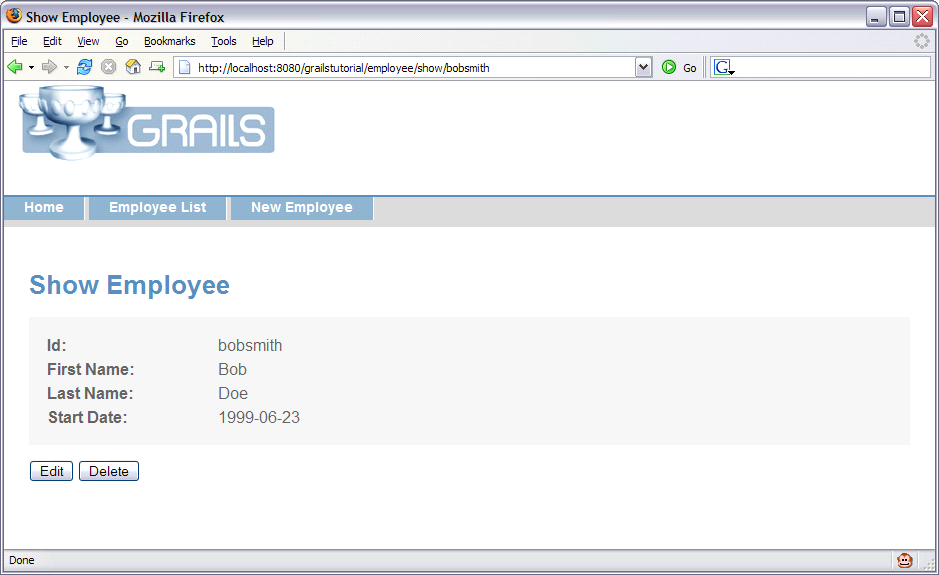 Show Employee - Mozilla Firefox
File Edit View Go Bookmarks Tools Help
http://localhost:8080/grailstutorial/employee/show/bobsmith Go G
GRAILS
Home Employee List New Employee
Show Employee
Id: bobsmith
First Name: Bob
Last Name: Doe
Start Date: 1999-06-23
Edit Delete
Done